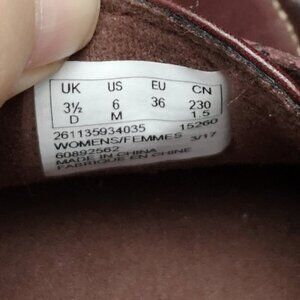 UK US EU CN
3½ 6 36 230
D M 1.5
261135934035 15260
WOMENS/FEMMES 3/17
60892562
MADE IN CHINA
FABRIQUE EN CHINE